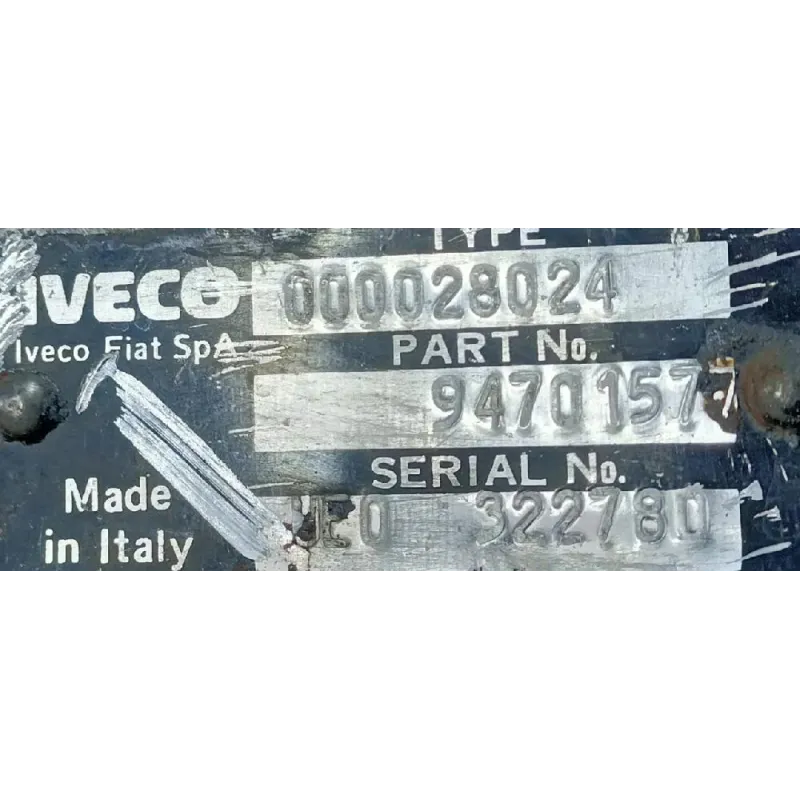 TYPE
IVECO 000028024
Iveco Fiat SpA PART No.
9470157
SERIAL No.
Made 322780
in Italy